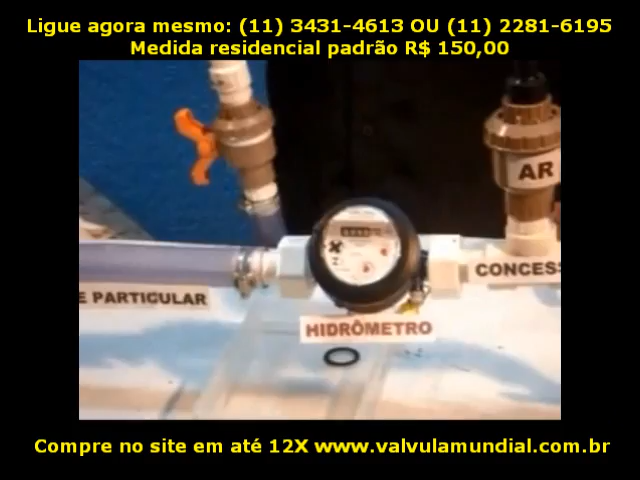 Ligue agora mesmo: (11) 3431-4613 OU (11) 2281-6195
Medida residencial padrão R$ 150,00
AR
CONCESS
E PARTICULAR
HIDRÔMETRO
Compre no site em até 12X www.valvulamundial.com.br